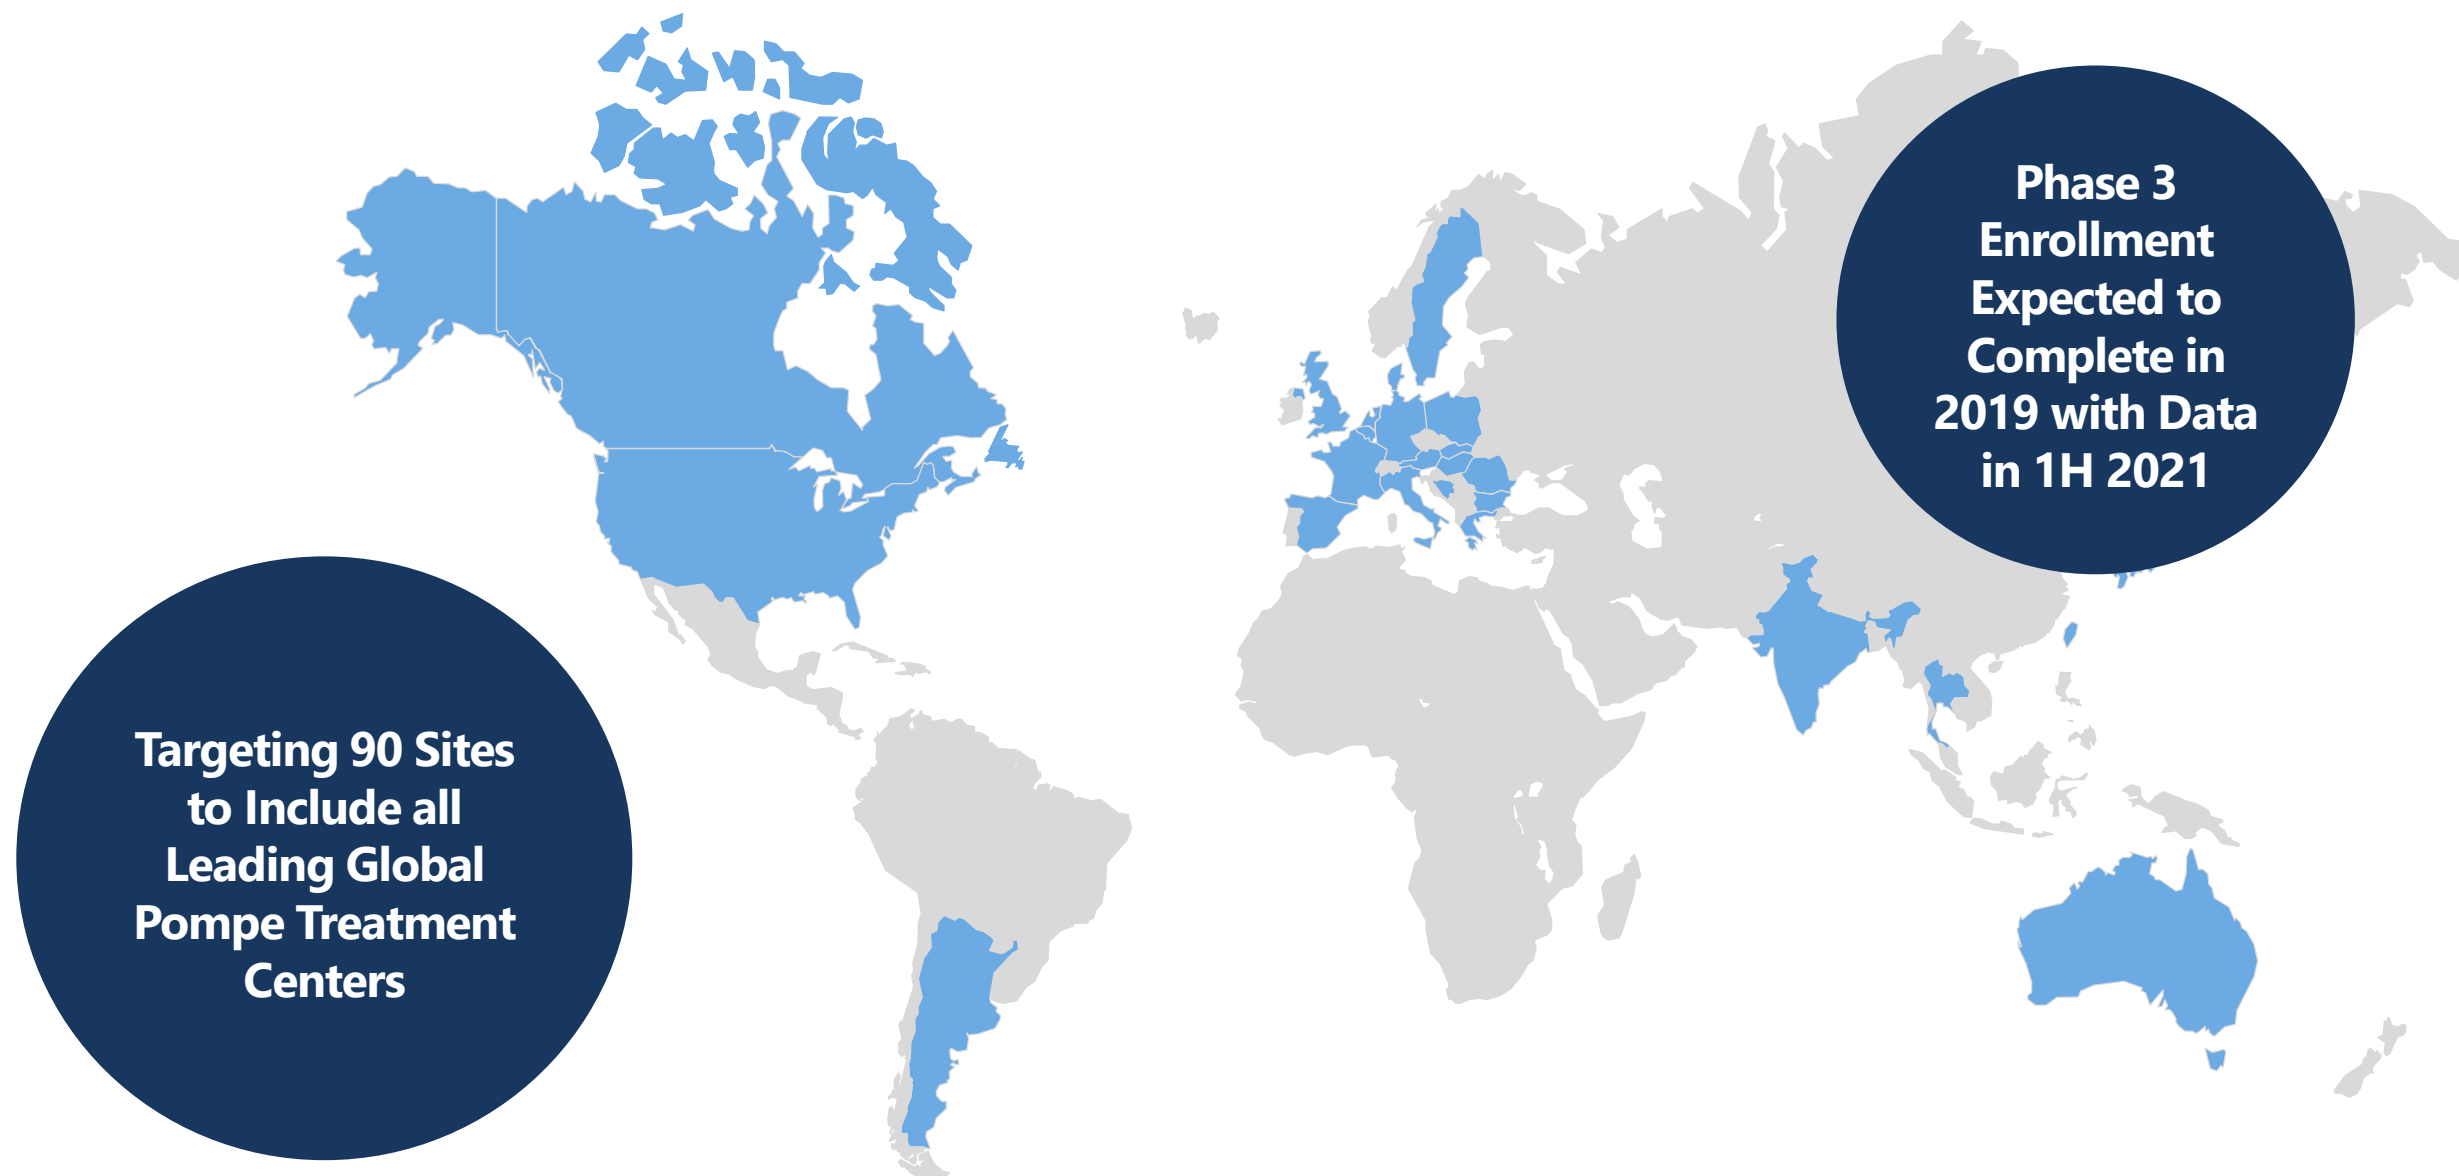 Phase 3
Enrollment
Expected to
Complete in
2019 with Data
in 1H 2021
Targeting 90 Sites
to Include all
Leading Global
Pompe Treatment
Centers